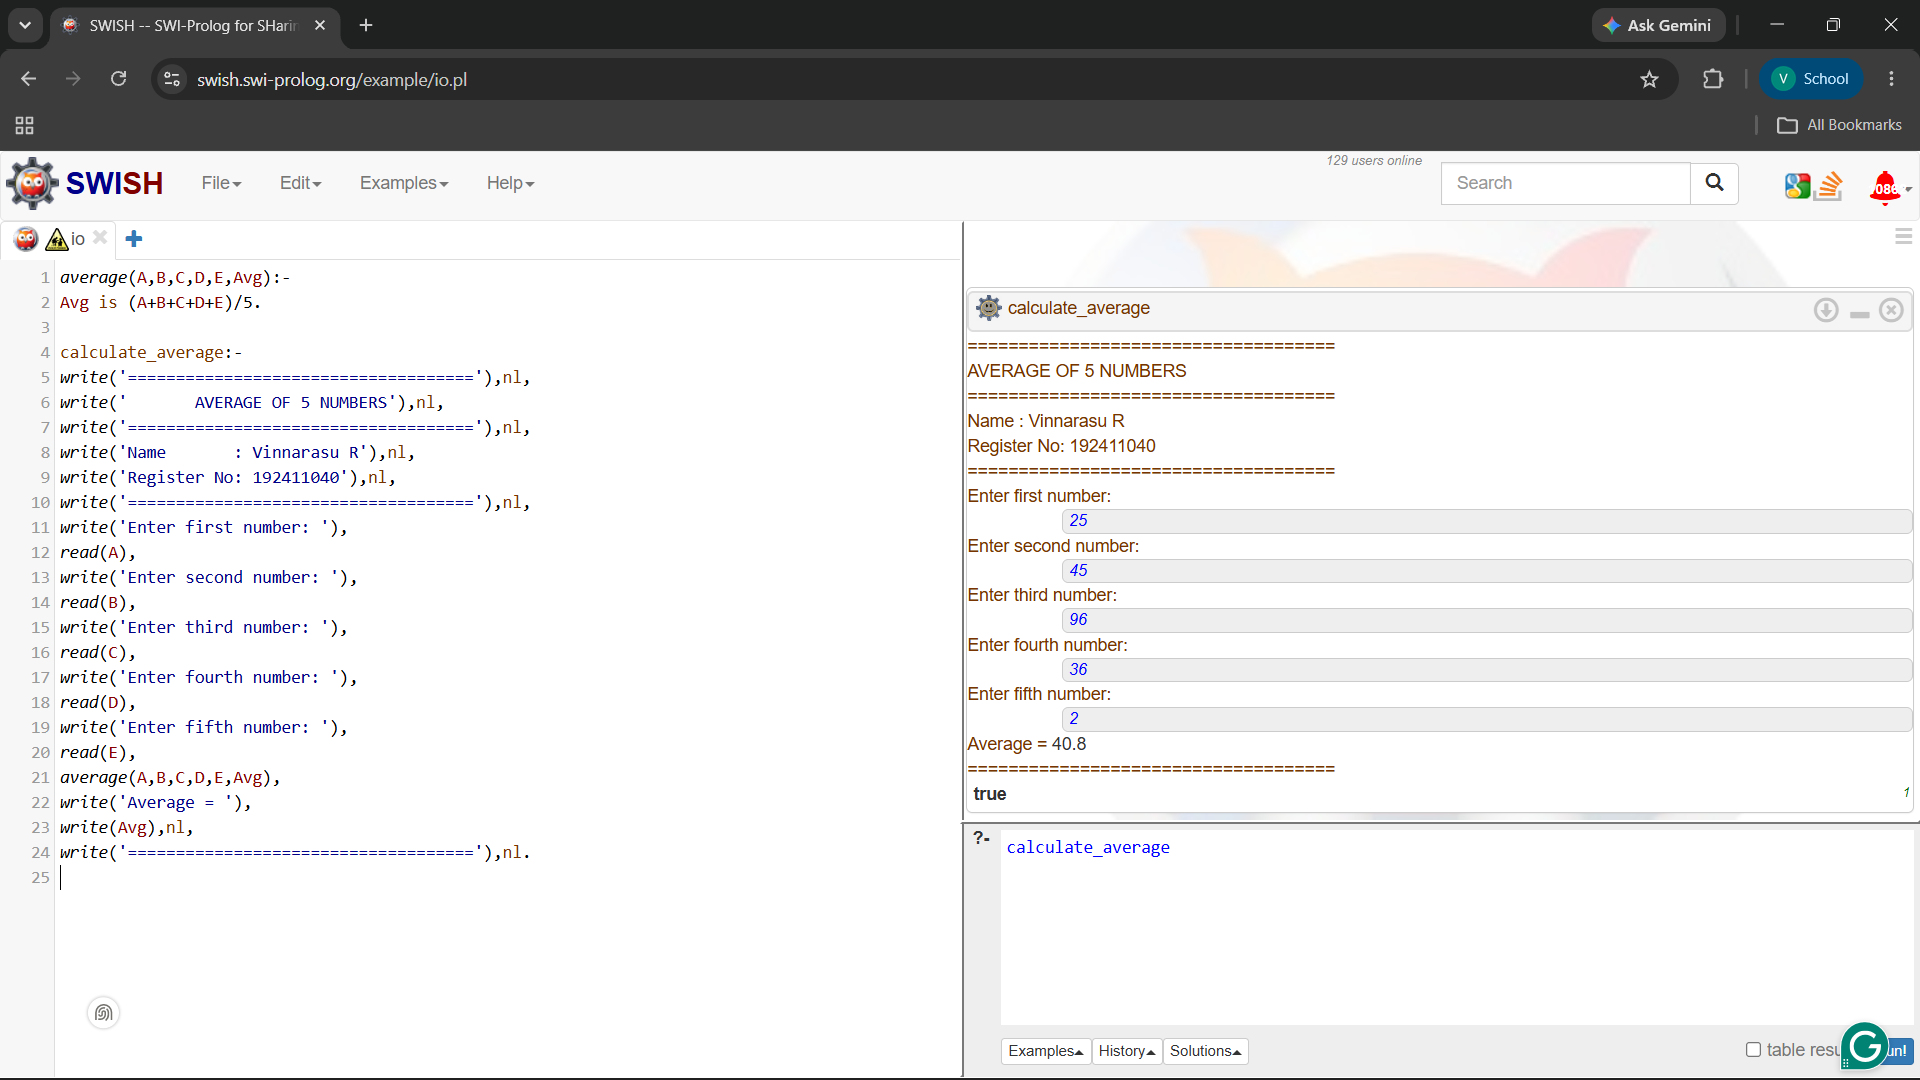 SWISH -- SWI-Prolog for SHarin
Ask Gemini
swish.swi-prolog.org/example/io.pl
V School
All Bookmarks
SWISH File Edit Examples Help
129 users online
Search
io
1 average(A,B,C,D,E,Avg):-
2 Avg is (A+B+C+D+E)/5.
3
4 calculate_average:-
5 write('===================================='),nl,
6 write('       AVERAGE OF 5 NUMBERS'),nl,
7 write('===================================='),nl,
8 write('Name       : Vinnarasu R'),nl,
9 write('Register No: 192411040'),nl,
10 write('===================================='),nl,
11 write('Enter first number: '),
12 read(A),
13 write('Enter second number: '),
14 read(B),
15 write('Enter third number: '),
16 read(C),
17 write('Enter fourth number: '),
18 read(D),
19 write('Enter fifth number: '),
20 read(E),
21 average(A,B,C,D,E,Avg),
22 write('Average = '),
23 write(Avg),nl,
24 write('===================================='),nl.
25
calculate_average
====================================
AVERAGE OF 5 NUMBERS
====================================
Name : Vinnarasu R
Register No: 192411040
====================================
Enter first number:
25
Enter second number:
45
Enter third number:
96
Enter fourth number:
36
Enter fifth number:
2
Average = 40.8
====================================
true 1
?- calculate_average
Examples History Solutions
table resu
un!